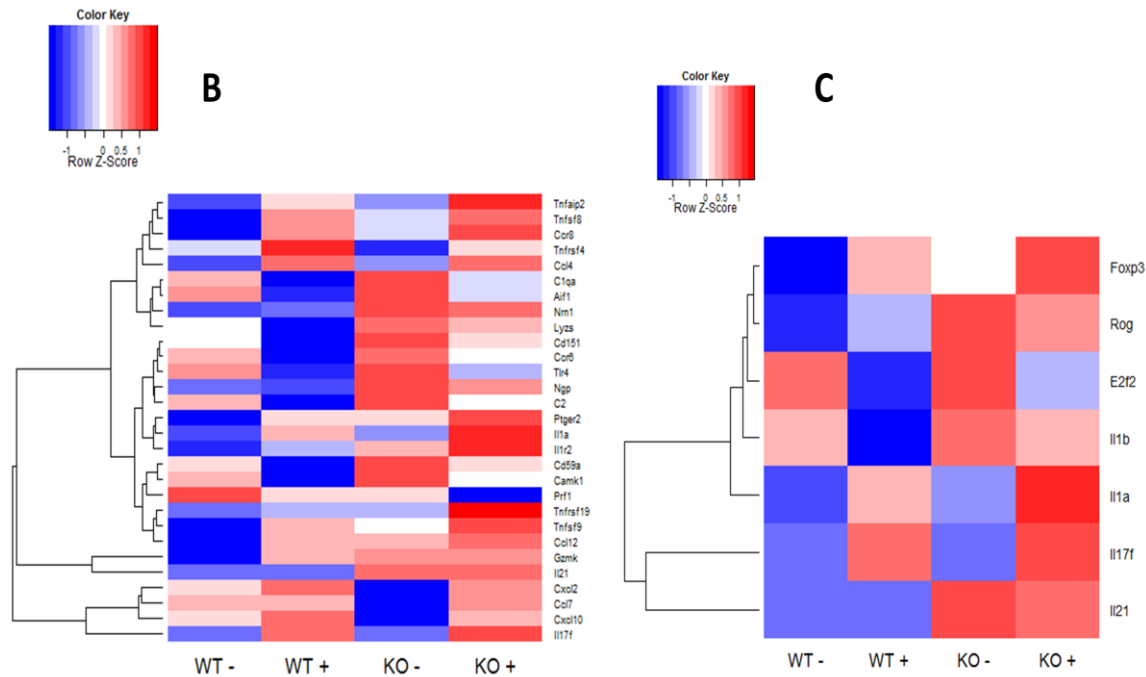 Color Key
-1 0 0.5 1
Row Z-Score
B
Tnfaip2
Tnfsf8
Ccr8
Tnfrsf4
Ccl4
C1qa
Aif1
Nrn1
Lyzs
Cd151
Ccr6
Tlr4
Ngp
C2
Ptger2
Il1a
Il1r2
Cd59a
Camk1
Prf1
Tnfrsf19
Tnfsf9
Ccl12
Gzmk
Il21
Cxcl2
Ccl7
Cxcl10
Il17f
WT - WT + KO - KO +
Color Key
-1 0 0.5 1
Row Z-Score
C
Foxp3
Rog
E2f2
Il1b
Il1a
Il17f
Il21
WT - WT + KO - KO +